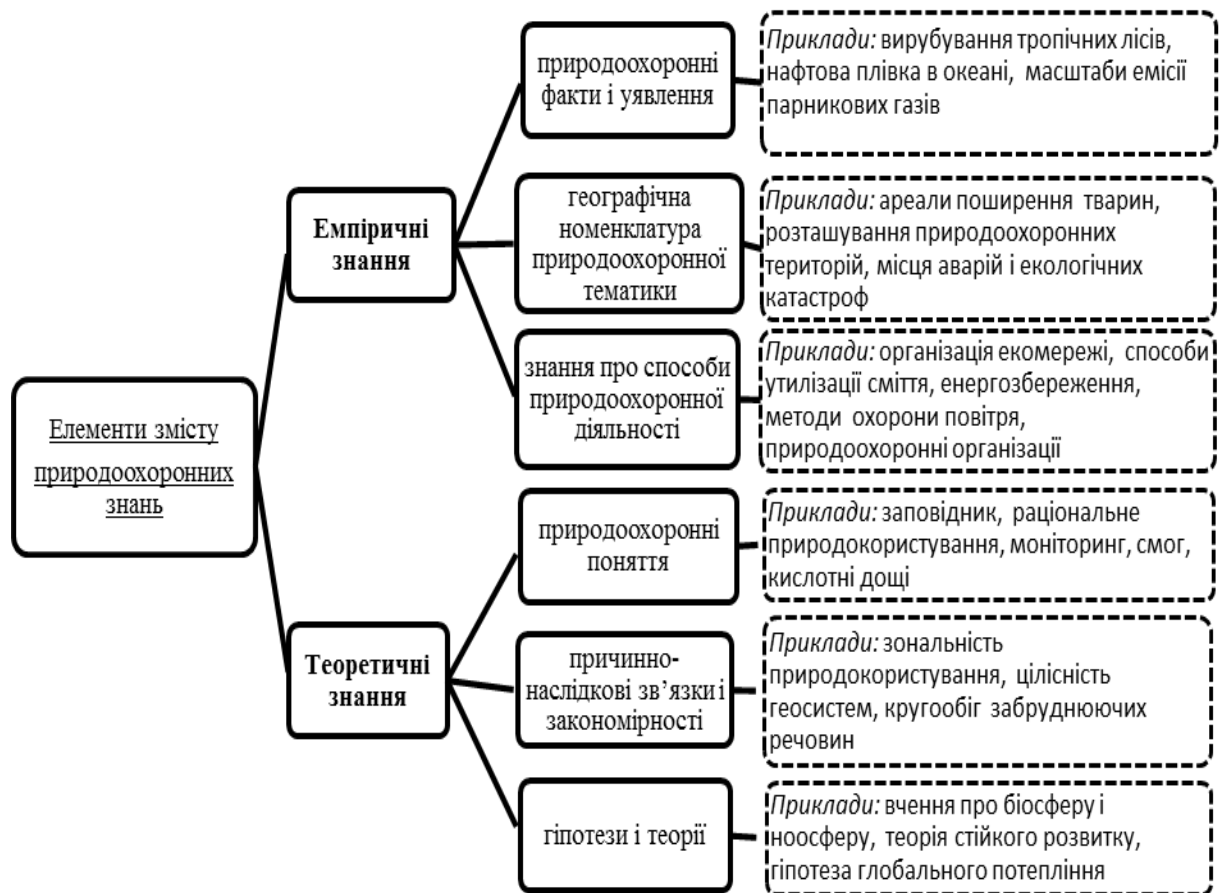 Елементи змісту
природоохоронних
знань
Емпіричні
знання
природоохоронні
факти і уявлення
Приклади: вирубування тропічних лісів,
нафтова плівка в океані, масштаби емісії
парникових газів
географічна
номенклатура
природоохоронної
тематики
Приклади: ареали поширення тварин,
розташування природоохоронних
територій, місця аварій і екологічних
катастроф
знання про способи
природоохоронної
діяльності
Приклади: організація екомережі, способи
утилізації сміття, енергозбереження,
методи охорони повітря,
природоохоронні організації
Теоретичні
знання
природоохоронні
поняття
Приклади: заповідник, раціональне
природокористування, моніторинг, смог,
кислотні дощі
причинно-
наслідкові зв’язки і
закономірності
Приклади: зональність
природокористування, цілісність
геосистем, кругообіг забруднюючих
речовин
гіпотези і теорії
Приклади: вчення про біосферу і
ноосферу, теорія стійкого розвитку,
гіпотеза глобального потепління